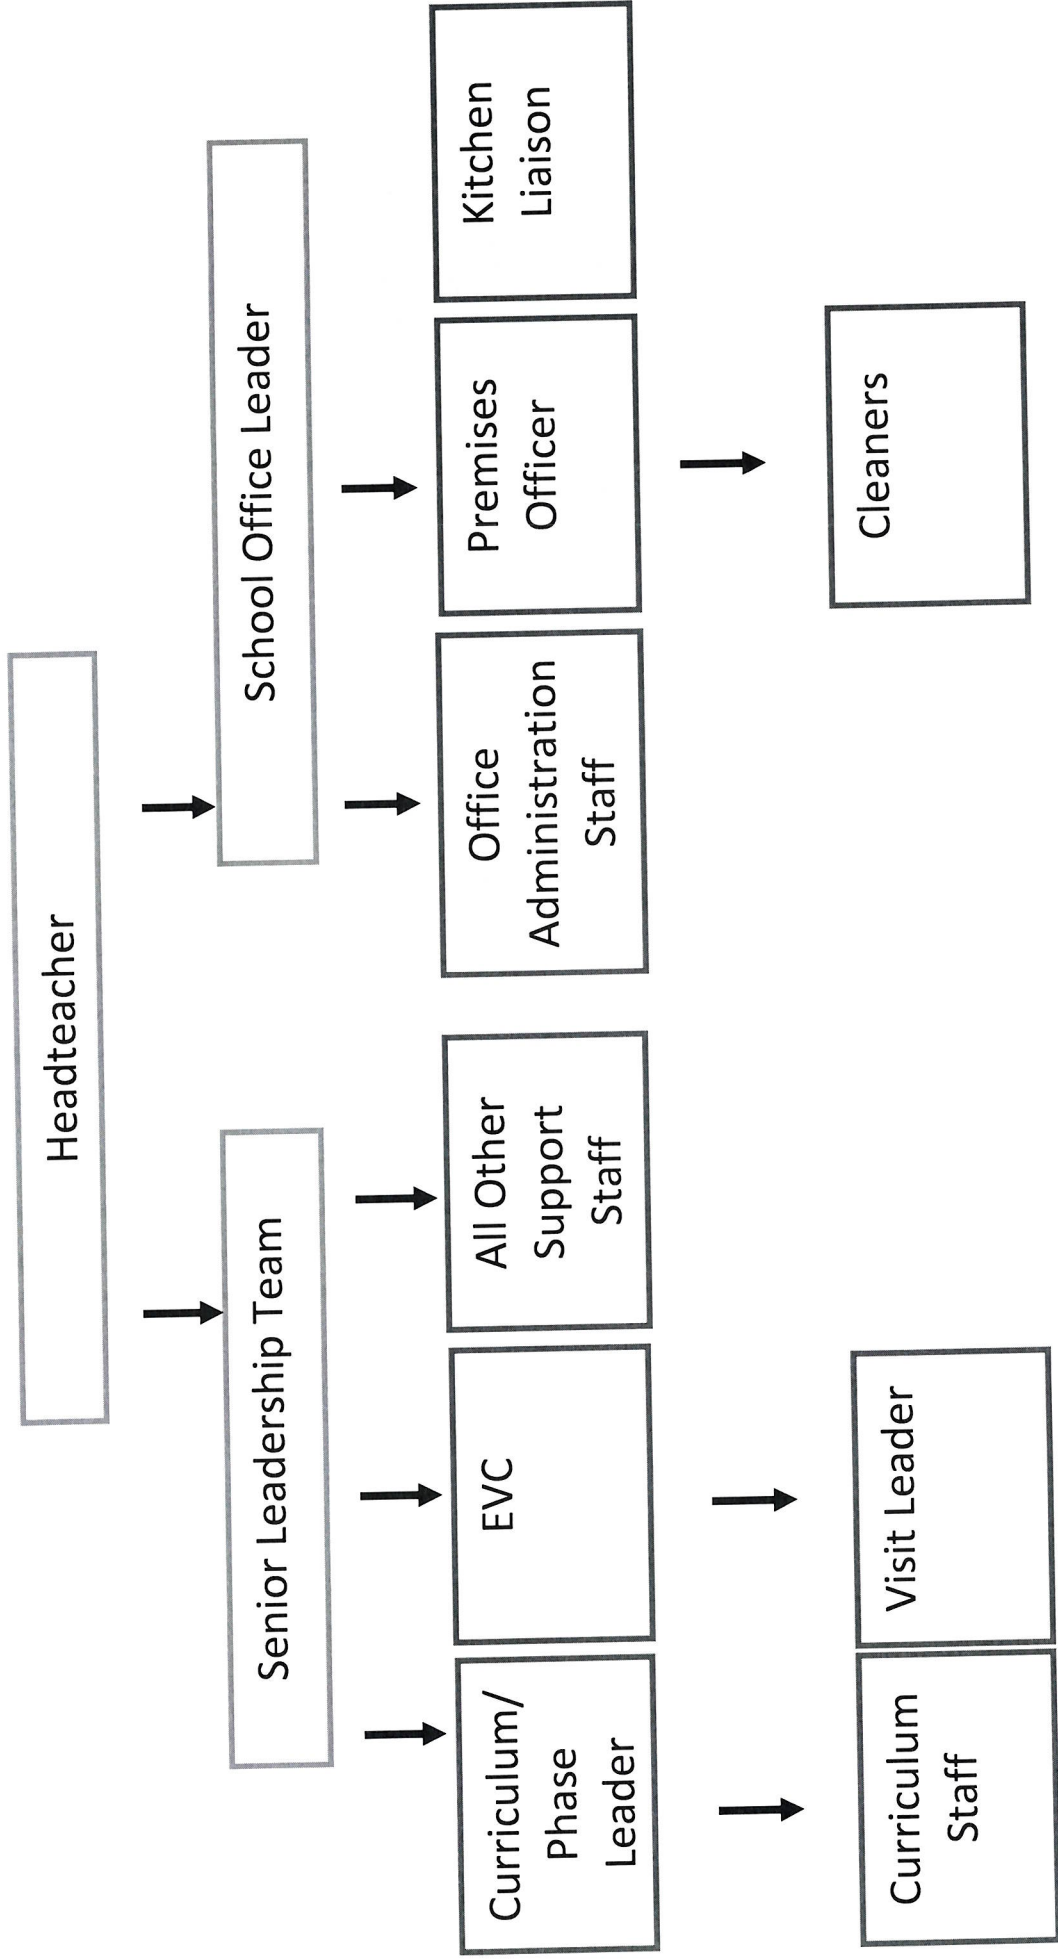 Headteacher
Senior Leadership Team
School Office Leader
Curriculum/
Phase
Leader
EVC
All Other
Support
Staff
Office
Administration
Staff
Premises
Officer
Kitchen
Liaison
Curriculum
Staff
Visit Leader
Cleaners